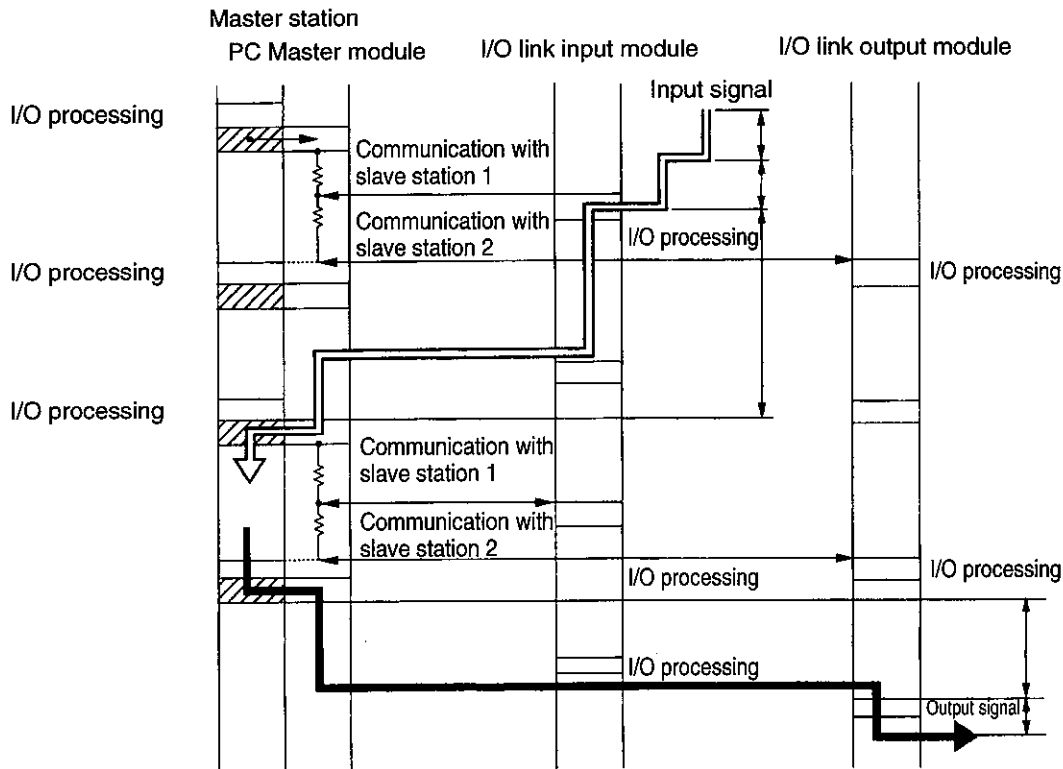 Master station
PC Master module
I/O link input module
I/O link output module
I/O processing
Input signal
Communication with
slave station 1
Communication with
slave station 2
I/O processing
I/O processing
I/O processing
I/O processing
Communication with
slave station 1
Communication with
slave station 2
I/O processing
I/O processing
I/O processing
Output signal